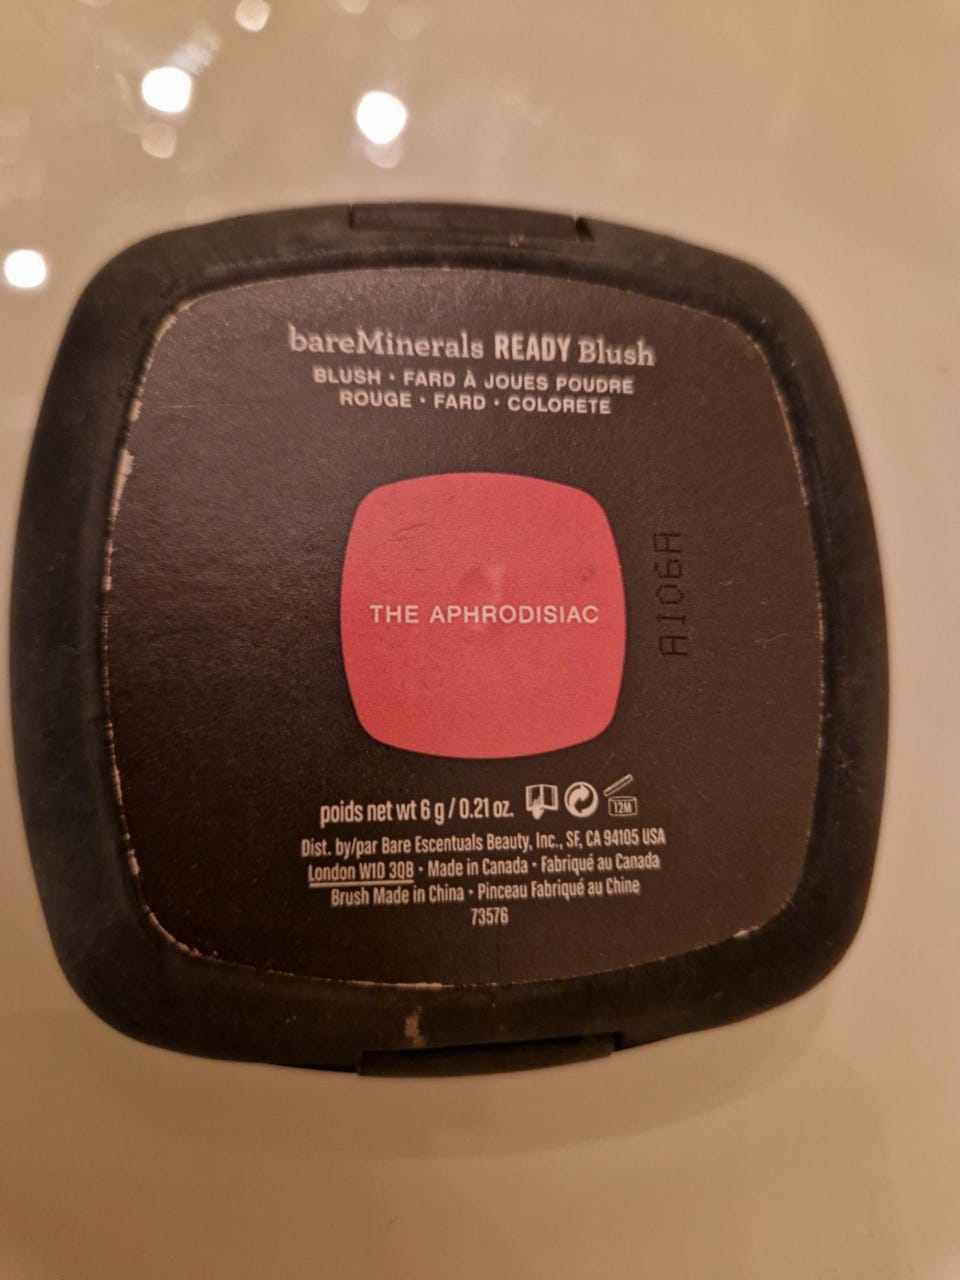 bareMinerals READY Blush
BLUSH • FARD À JOUES POUDRE
ROUGE • FARD • COLORETE
THE APHRODISIAC
A106A
poids net wt 6 g / 0.21 oz.
12M
Dist. by/par Bare Escentuals Beauty, Inc., SF, CA 94105 USA
London W1D 3QB • Made in Canada • Fabriqué au Canada
Brush Made in China • Pinceau Fabriqué au Chine
73576